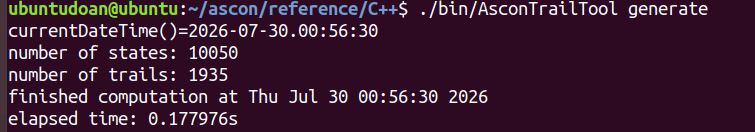 ubuntudoan@ubuntu:~/ascon/reference/C++$ ./bin/AsconTrailTool generate
currentDateTime()=2026-07-30.00:56:30
number of states: 10050
number of trails: 1935
finished computation at Thu Jul 30 00:56:30 2026
elapsed time: 0.177976s